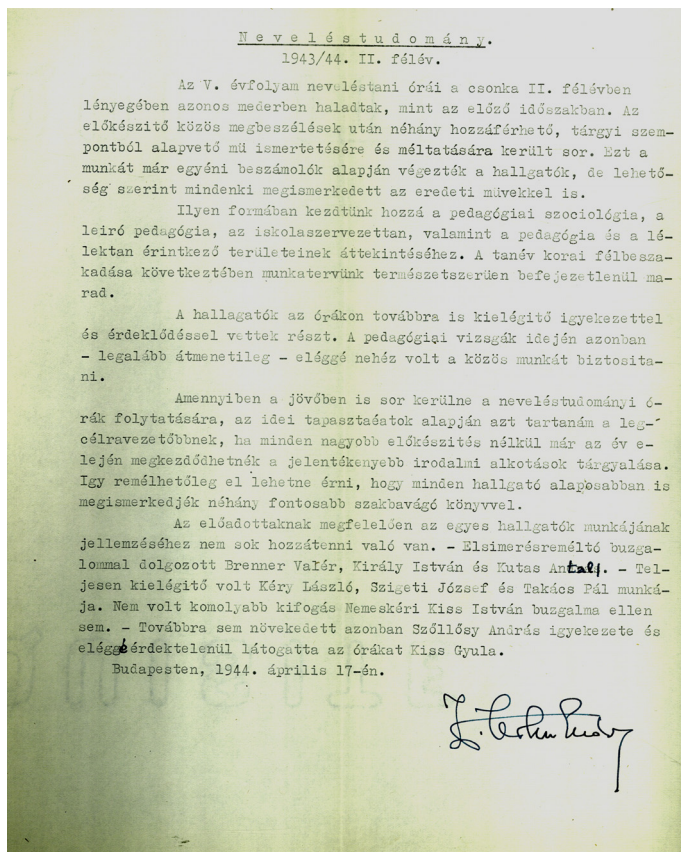 N e v e l é s t u d o m á n y.
1943/44. II. félév.
Az V. évfolyam neveléstani órái a csonka II. félévben
lényegében azonos mederben haladtak, mint az előző időszakban. Az
előkészitő közös megbeszélések után néhány hozzáférhető, tárgyi szem-
pontból alapvető mű ismertetésére és méltatására került sor. Ezt a
munkát már egyéni beszámolók alapján végezték a hallgatók, de lehető-
ség szerint mindenki megismerkedett az eredeti művekkel is.
Ilyen formában kezdtünk hozzá a pedagógiai szociológia, a
leiró pedagógia, az iskolaszervezettan, valamint a pedagógia és a lé-
lektan érintkező területeinek áttekintéséhez. A tanév korai félbesza-
kadása következtében munkatervünk természetszerüen befejezetlenül ma-
rad.
A hallagatók az órákon továbbra is kielégitő igyekezettel
és érdeklődéssel vettek részt. A pedagógiai vizsgák idején azonban
- legalább átmenetileg - eléggé nehéz volt a közös munkát biztosita-
ni.
Amennyiben a jövőben is sor kerülne a neveléstudományi ó-
rák folytatására, az idei tapasztaéatok alapján azt tartanám a leg-
célravezetőbbnek, ha minden nagyobb előkészités nélkül már az év e-
lején megkezdődhetnék a jelentékenyebb irodalmi alkotások tárgyalása.
Igy remélhetőleg el lehetne érni, hogy minden hallgató alaposabban is
megismerkedjék néhány fontosabb szakbavágó könyvvel.
Az előadottaknak megfelelően az egyes hallgatók munkájának
jellemzéséhez nem sok hozzátenni való van. - Elsimerésreméltó buzga-
lommal dolgozott Brenner Valér, Király István és Kutas Antal. - Tel-
jesen kielégitő volt Kéry László, Szigeti József és Takács Pál munká-
ja. Nem volt komolyabb kifogás Nemeskéri Kiss István buzgalma ellen
sem. - Továbbra sem növekedett azonban Szőllősy András igyekezete és
eléggé érdektelenül látogatta az órákat Kiss Gyula.
Budapesten, 1944. április 17-én.